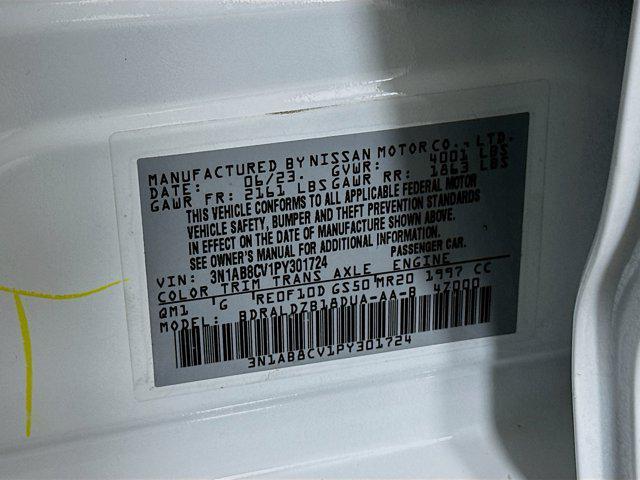 MANUFACTURED BY NISSAN MOTOR CO., LTD.
DATE: 06/23. GVWR: 4001 LBS
GAWR FR: 2161 LBS GAWR RR: 1863 LBS
THIS VEHICLE CONFORMS TO ALL APPLICABLE FEDERAL MOTOR
VEHICLE SAFETY, BUMPER AND THEFT PREVENTION STANDARDS
IN EFFECT ON THE DATE OF MANUFACTURE SHOWN ABOVE.
SEE OWNER'S MANUAL FOR ADDITIONAL INFORMATION.
VIN: 3N1AB8CV1PY301724 PASSENGER CAR.
COLOR TRIM TRANS AXLE ENGINE
QM1 'G 'RE0F10D GS50 MR20 1997 CC
MODEL: BDRALDZB18DUA-AA-B 47000
3N1AB8CV1PY301724